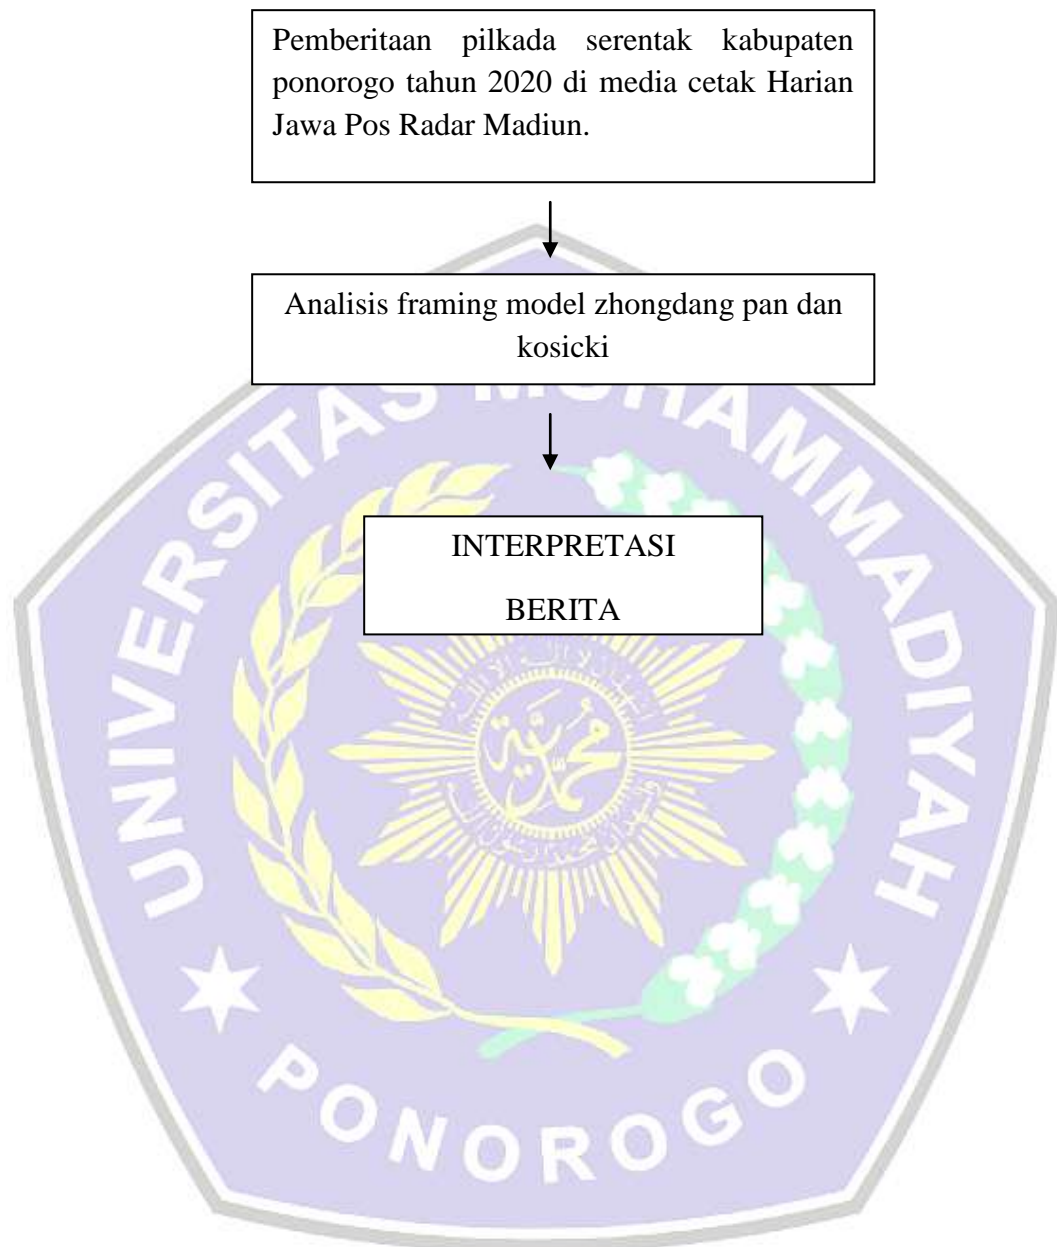 Pemberitaan pilkada serentak kabupaten
ponorogo tahun 2020 di media cetak Harian
Jawa Pos Radar Madiun.
Analisis framing model zhongdang pan dan
kosicki
INTERPRETASI
BERITA
UNIVERSITAS MUHAMMADIYAH
PONOROGO
محمدية